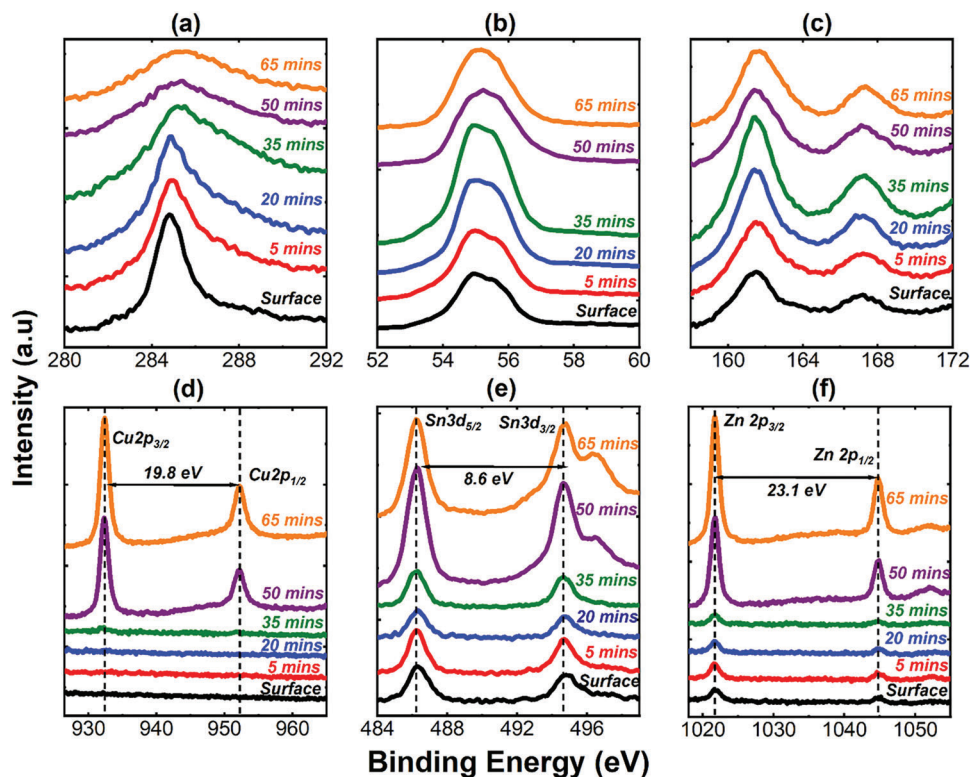 (a)
(b)
(c)
65 mins
50 mins
35 mins
20 mins
5 mins
Surface
65 mins
50 mins
35 mins
20 mins
5 mins
Surface
65 mins
50 mins
35 mins
20 mins
5 mins
Surface
280 284 288 292
52 54 56 58 60
160 164 168 172
Intensity (a.u)
(d)
(e)
(f)
Cu2p3/2
19.8 eV
Cu2p1/2
65 mins
50 mins
35 mins
20 mins
5 mins
Surface
Sn3d5/2
Sn3d3/2
65 mins
8.6 eV
50 mins
35 mins
20 mins
5 mins
Surface
Zn 2p3/2
Zn 2p1/2
23.1 eV
65 mins
50 mins
35 mins
20 mins
5 mins
Surface
930 940 950 960
484 488 492 496
1020 1030 1040 1050
Binding Energy (eV)